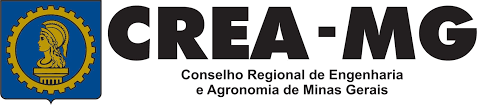 CREA-MG
Conselho Regional de Engenharia
e Agronomia de Minas Gerais